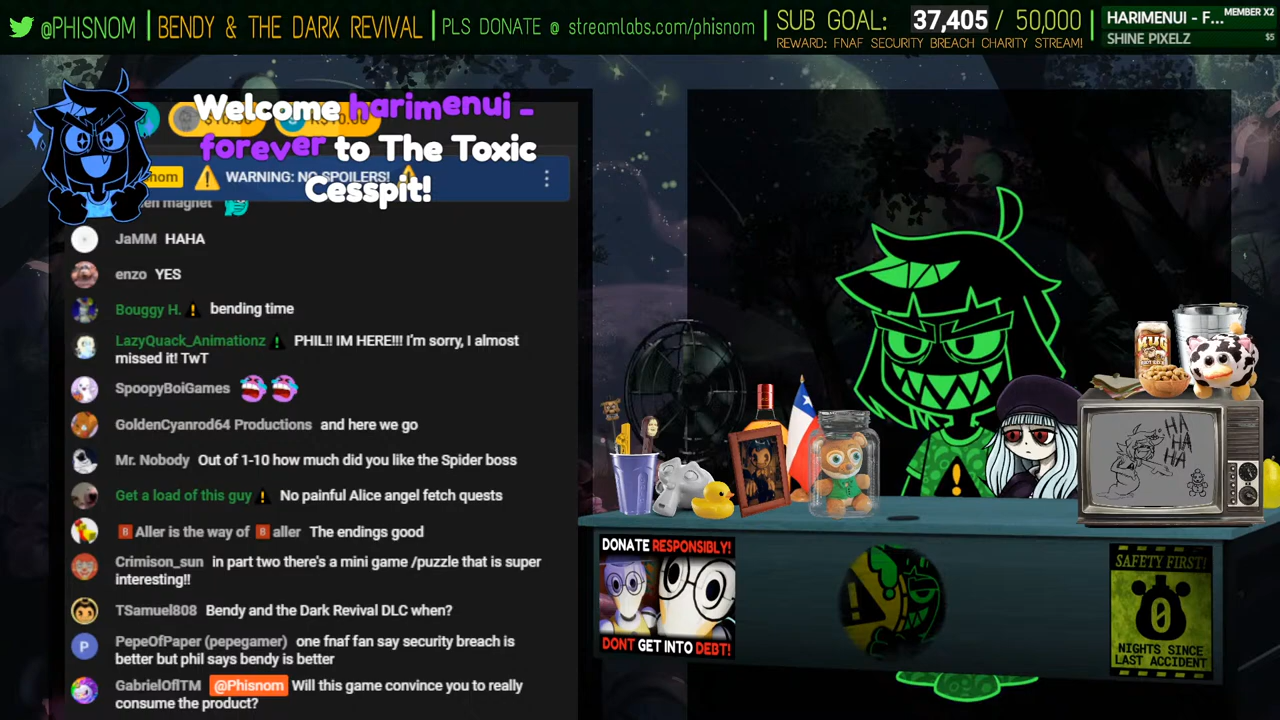 @PHISNOM
BENDY & THE DARK REVIVAL
PLS DONATE @ streamlabs.com/phisnom
SUB GOAL: 37,405 / 50,000
REWARD: FNAF SECURITY BREACH CHARITY STREAM!
HARIMENUI - F... MEMBER X2
SHINE PIXELZ $5
Welcome harimenui -
forever to The Toxic
Cesspit!
WARNING: NO SPOILERS!
magnet
JaMM HAHA
enzo YES
Bouggy H. bending time
LazyQuack_Animationz PHIL!! IM HERE!!! I'm sorry, I almost
missed it! TwT
SpoopyBoiGames
GoldenCyanrod64 Productions and here we go
Mr. Nobody Out of 1-10 how much did you like the Spider boss
Get a load of this guy No painful Alice angel fetch quests
B Aller is the way of B aller The endings good
Crimison_sun in part two there's a mini game /puzzle that is super
interesting!!
TSamuel808 Bendy and the Dark Revival DLC when?
P PepeOfPaper (pepegamer) one fnaf fan say security breach is
better but phil says bendy is better
GabrielOfITM @Phisnom Will this game convince you to really
consume the product?
MUG
HA
HA
HA
DONATE RESPONSIBLY!
DONT GET INTO DEBT!
SAFETY FIRST!
0
NIGHTS SINCE
LAST ACCIDENT